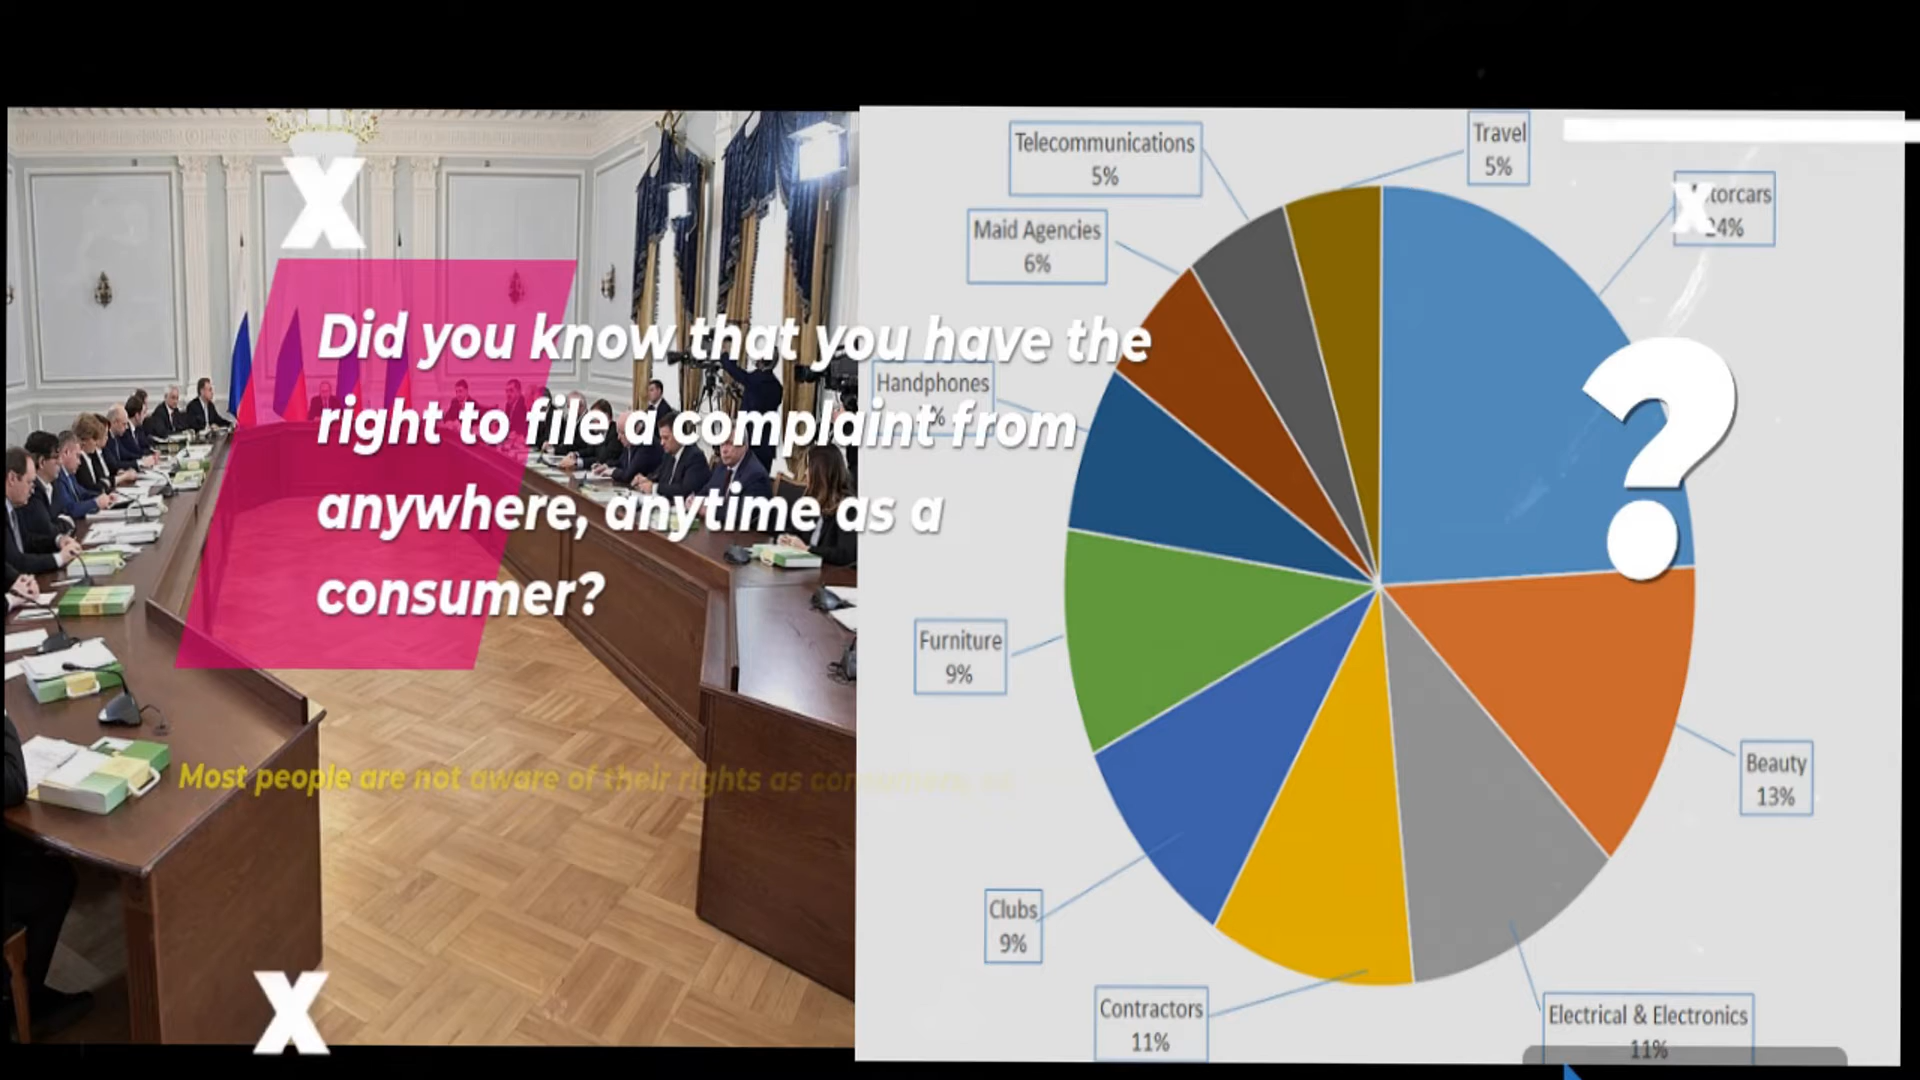 X
Did you know that you have the
right to file a complaint from
anywhere, anytime as a
consumer?
Most people are not aware of their rights as
X
Telecommunications
5%
Travel
5%
X
24%
Maid Agencies
6%
Handphones
%
Furniture
9%
?
Beauty
13%
Clubs
9%
Contractors
11%
Electrical & Electronics
11%